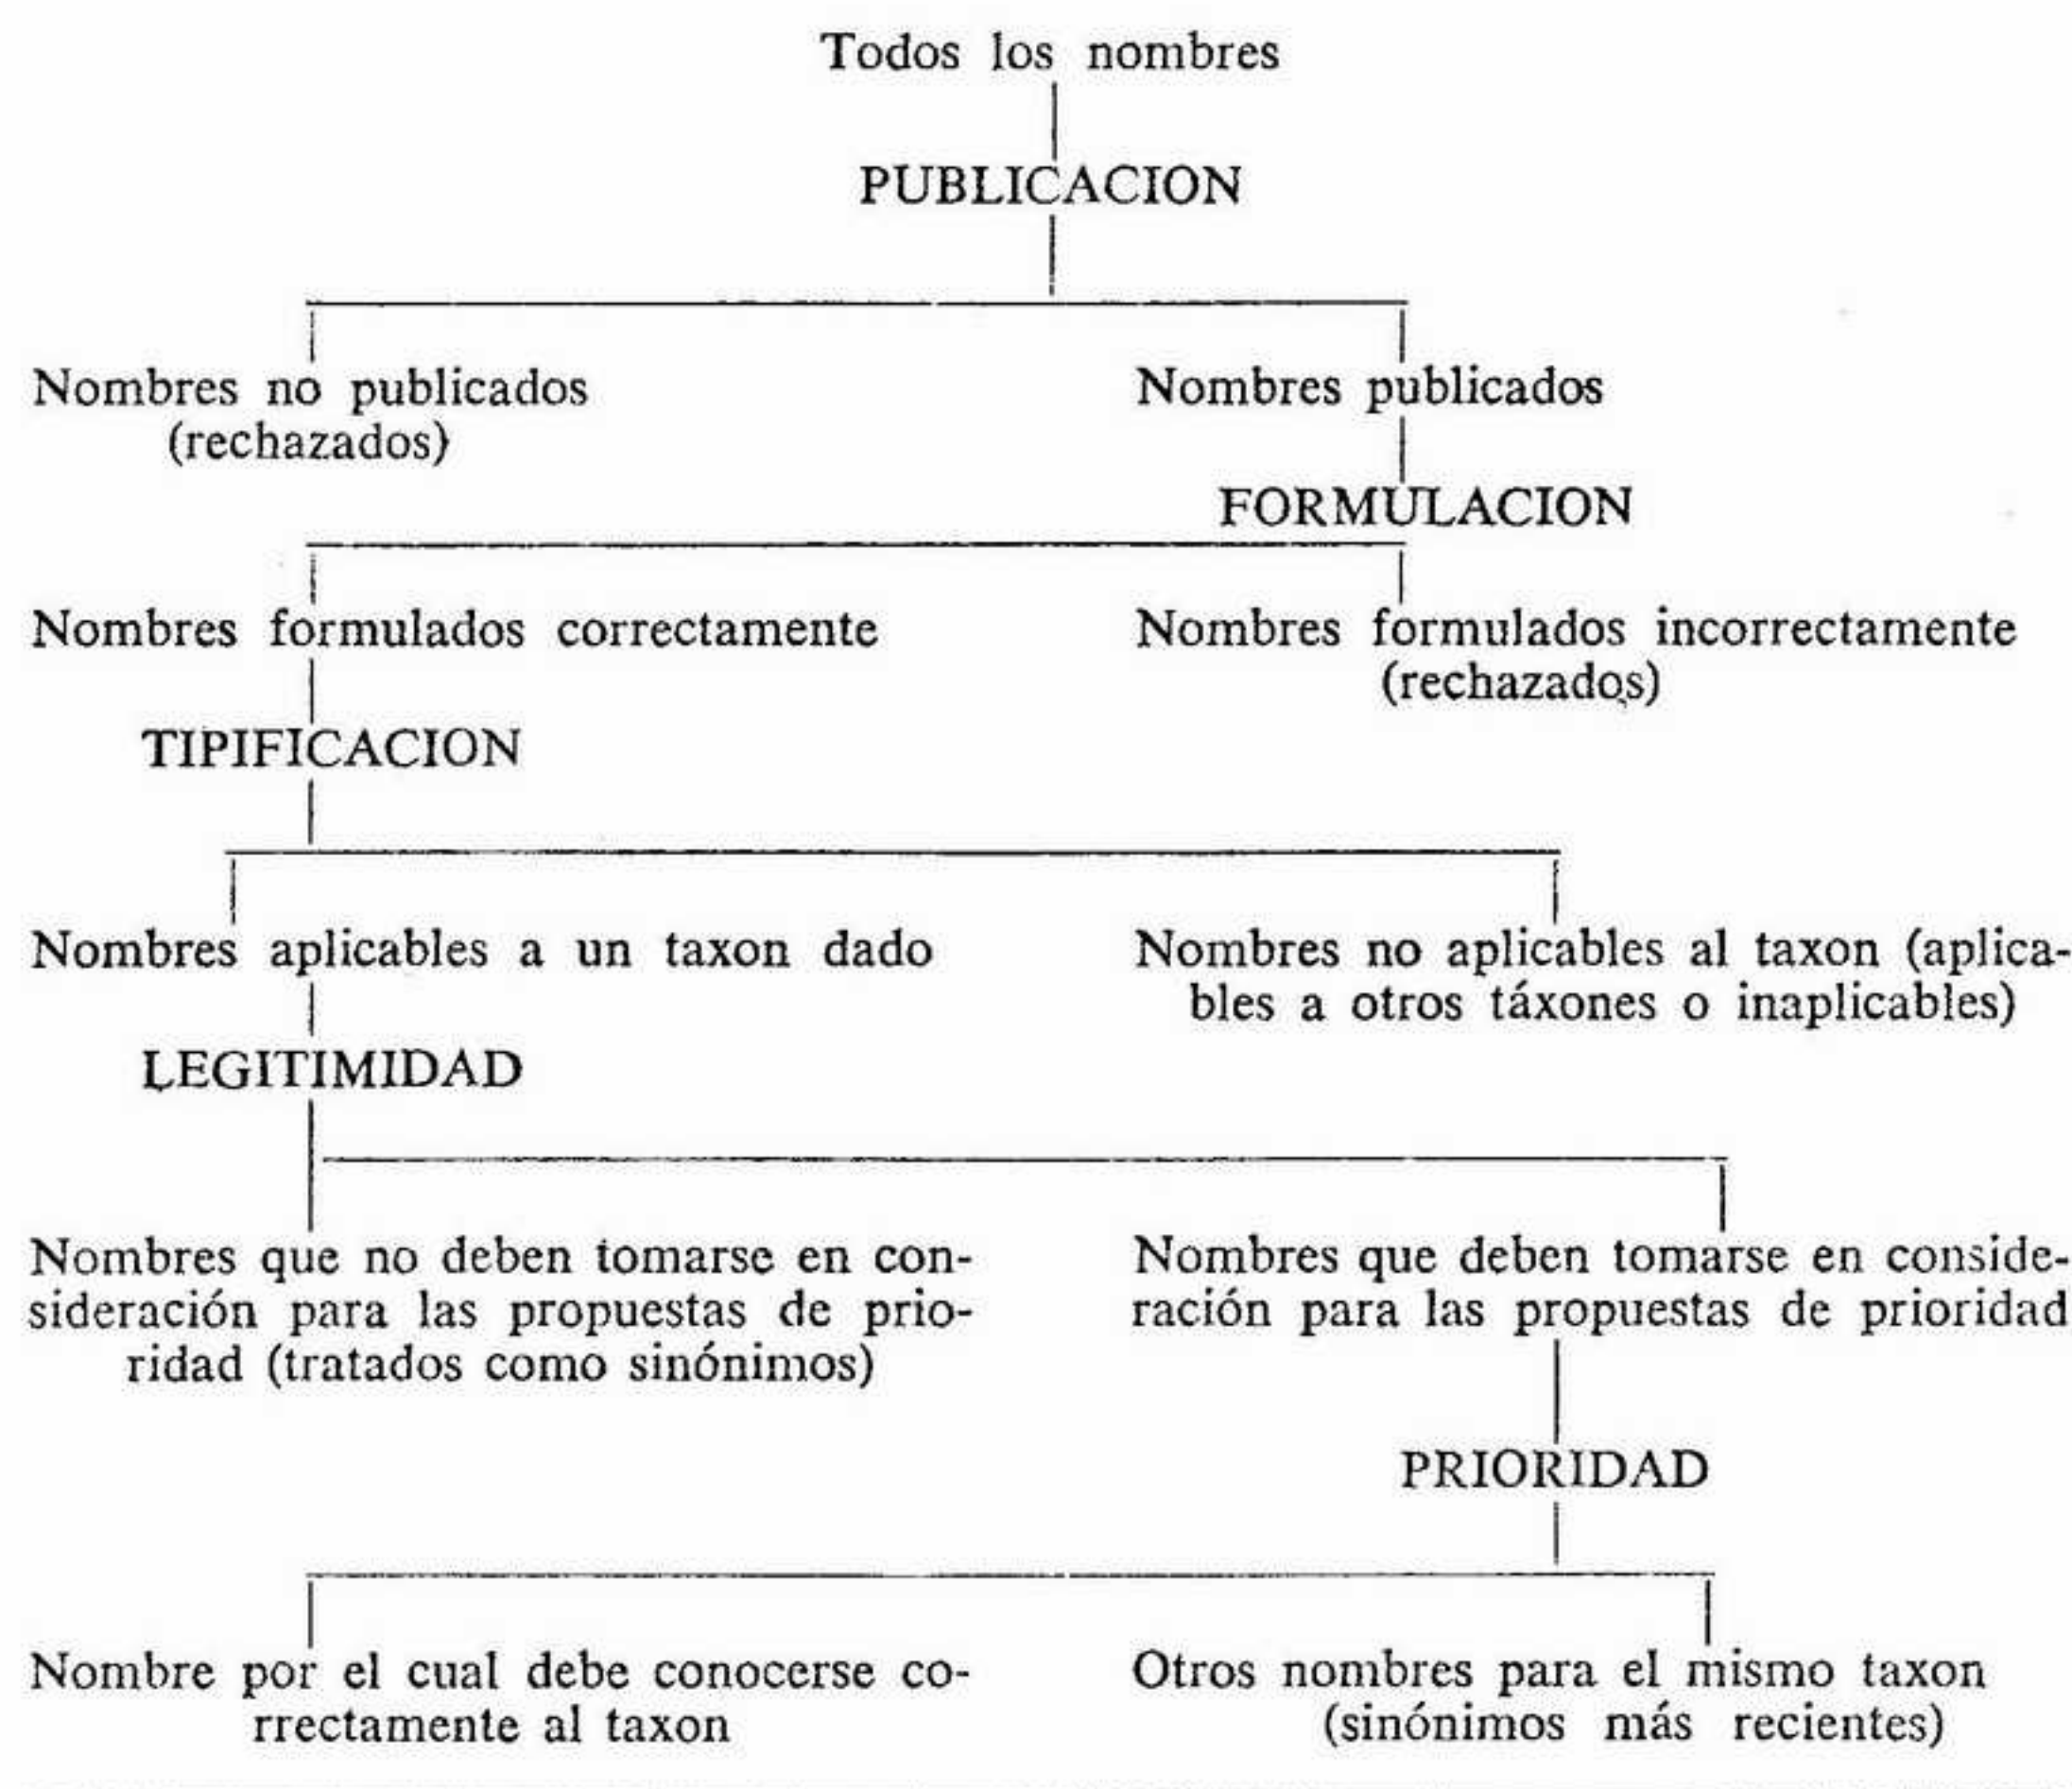 Todos los nombres
PUBLICACION
Nombres no publicados
(rechazados)
Nombres publicados
FORMULACION
Nombres formulados correctamente
Nombres formulados incorrectamente
(rechazados)
TIPIFICACION
Nombres aplicables a un taxon dado
Nombres no aplicables al taxon (aplica-
bles a otros táxones o inaplicables)
LEGITIMIDAD
Nombres que no deben tomarse en con-
sideración para las propuestas de prio-
ridad (tratados como sinónimos)
Nombres que deben tomarse en conside-
ración para las propuestas de prioridad
PRIORIDAD
Nombre por el cual debe conocerse co-
rrectamente al taxon
Otros nombres para el mismo taxon
(sinónimos más recientes)